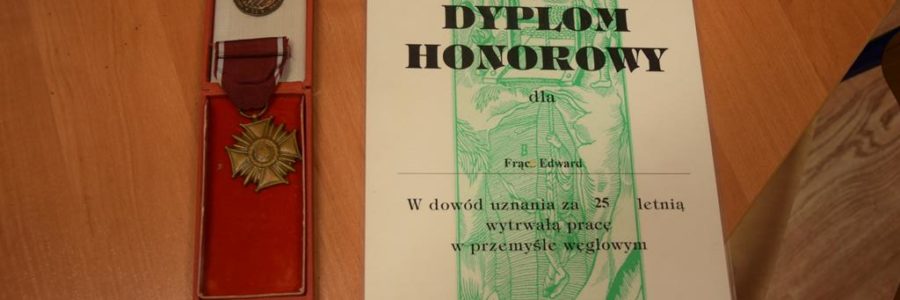 DYPLOM
HONOROWY
dla
Frąc Edward
W dowód uznania za 25 letnią
wytrwałą pracę
w przemyśle węglowym